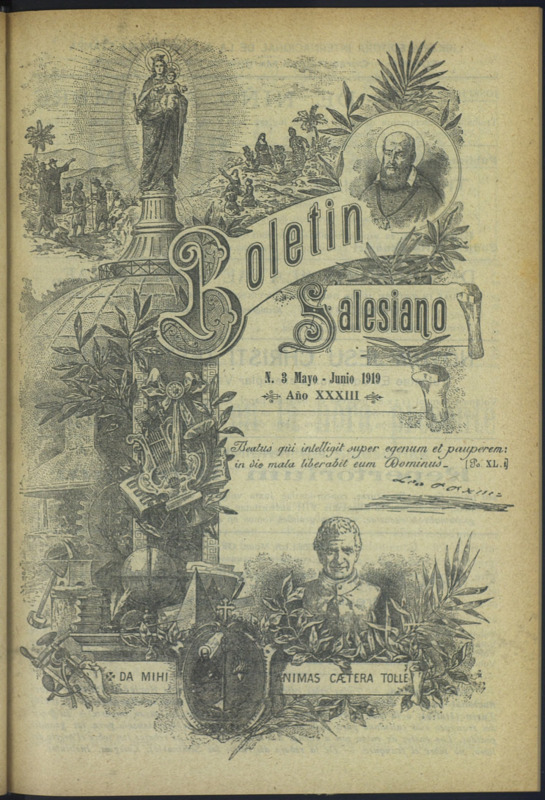 Boletin
Salesiano
N. 3 Mayo - Junio 1919
Año XXXIII
Beatus qui intelligit super egenum et pauperem:
in die mala liberabit eum Dominus. [Ps. XL. i]
DA MIHI ANIMAS CÆTERA TOLLE